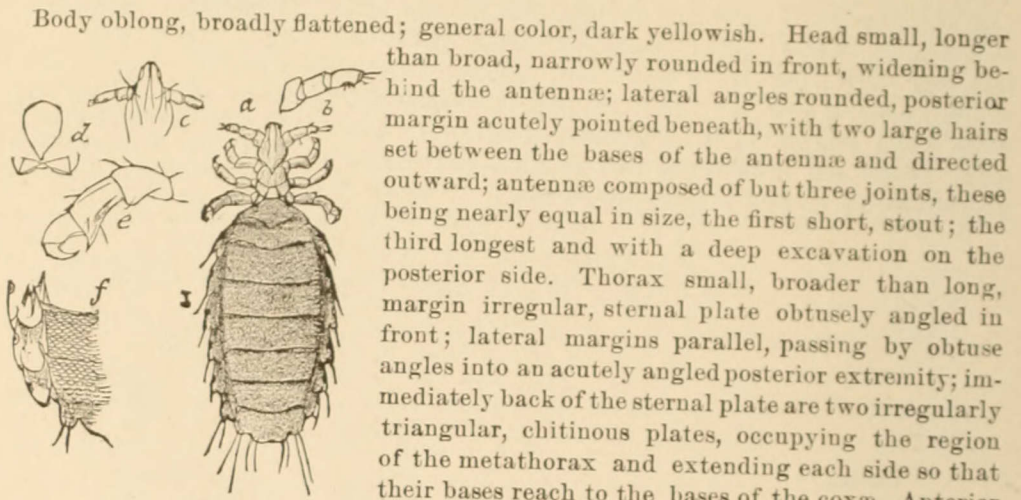 Body oblong, broadly flattened; general color, dark yellowish. Head small, longer
than broad, narrowly rounded in front, widening be-
hind the antennæ; lateral angles rounded, posterior
margin acutely pointed beneath, with two large hairs
set between the bases of the antennæ and directed
outward; antennæ composed of but three joints, these
being nearly equal in size, the first short, stout; the
third longest and with a deep excavation on the
posterior side. Thorax small, broader than long,
margin irregular, sternal plate obtusely angled in
front; lateral margins parallel, passing by obtuse
angles into an acutely angled posterior extremity; im-
mediately back of the sternal plate are two irregularly
triangular, chitinous plates, occupying the region
of the metathorax and extending each side so that
their bases reach to the bases of the coxæ. Anterior
a
b
c
d
e
f